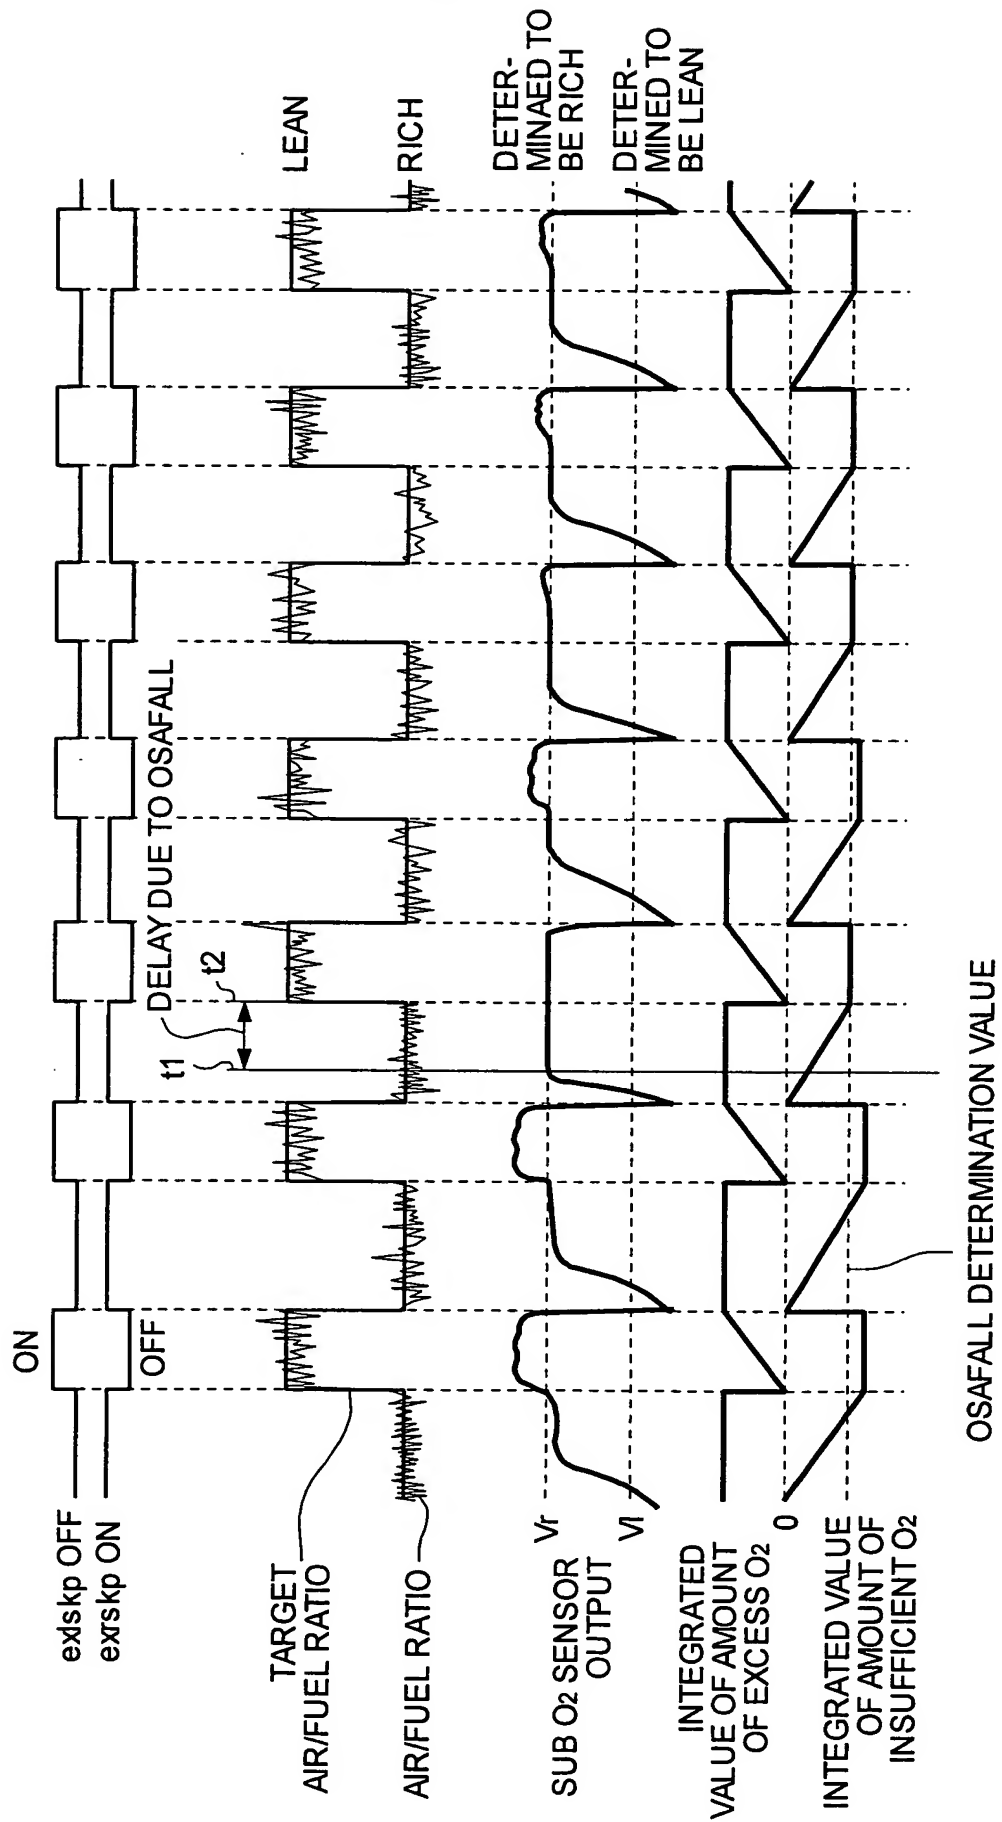 ON
OFF
exlskp OFF
exrskp ON
DELAY DUE TO OSAFALL
t1
t2
LEAN
RICH
TARGET
AIR/FUEL RATIO
AIR/FUEL RATIO
DETER-
MINAED TO
BE RICH
DETER-
MINED TO
BE LEAN
Vr
Vl
SUB O2 SENSOR
OUTPUT
INTEGRATED
VALUE OF AMOUNT
OF EXCESS O2
0
INTEGRATED VALUE
OF AMOUNT OF
INSUFFICIENT O2
OSAFALL DETERMINATION VALUE